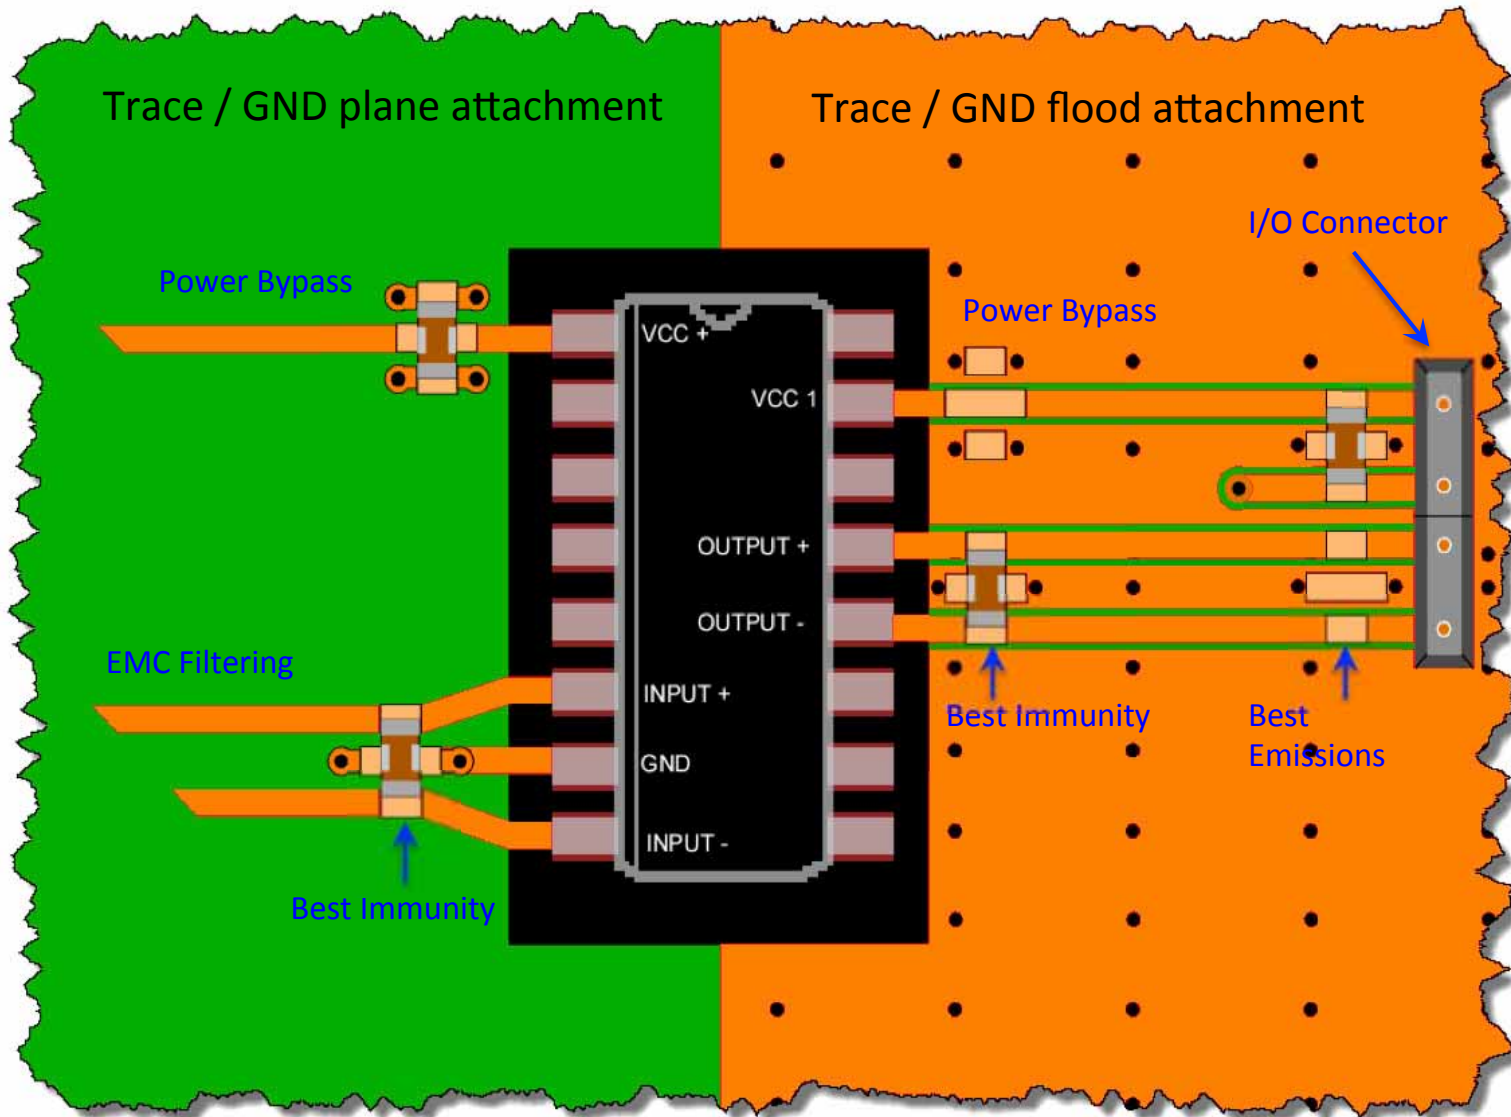 Trace / GND plane attachment
Trace / GND flood attachment
I/O Connector
Power Bypass
Power Bypass
VCC +
VCC 1
OUTPUT +
OUTPUT -
EMC Filtering
INPUT +
GND
INPUT -
Best Immunity
Best
Emissions
Best Immunity